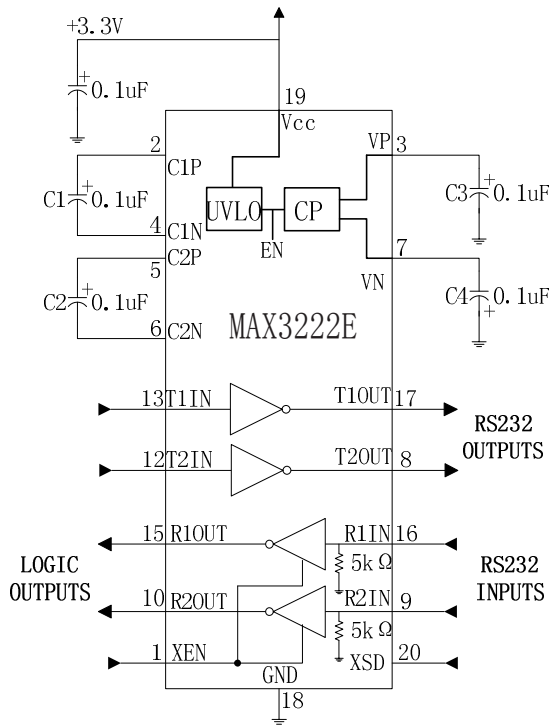 +3.3V
0.1uF
19
Vcc
2
C1P
VP
3
C1
0.1uF
UVLO
CP
C3
0.1uF
4
C1N
EN
7
5
C2P
VN
C2
0.1uF
C4
0.1uF
6
C2N
MAX3222E
13
T1IN
T1OUT
17
RS232
OUTPUTS
12
T2IN
T2OUT
8
15
R1OUT
R1IN
16
5kΩ
LOGIC
OUTPUTS
RS232
INPUTS
10
R2OUT
R2IN
9
5kΩ
1
XEN
XSD
20
GND
18